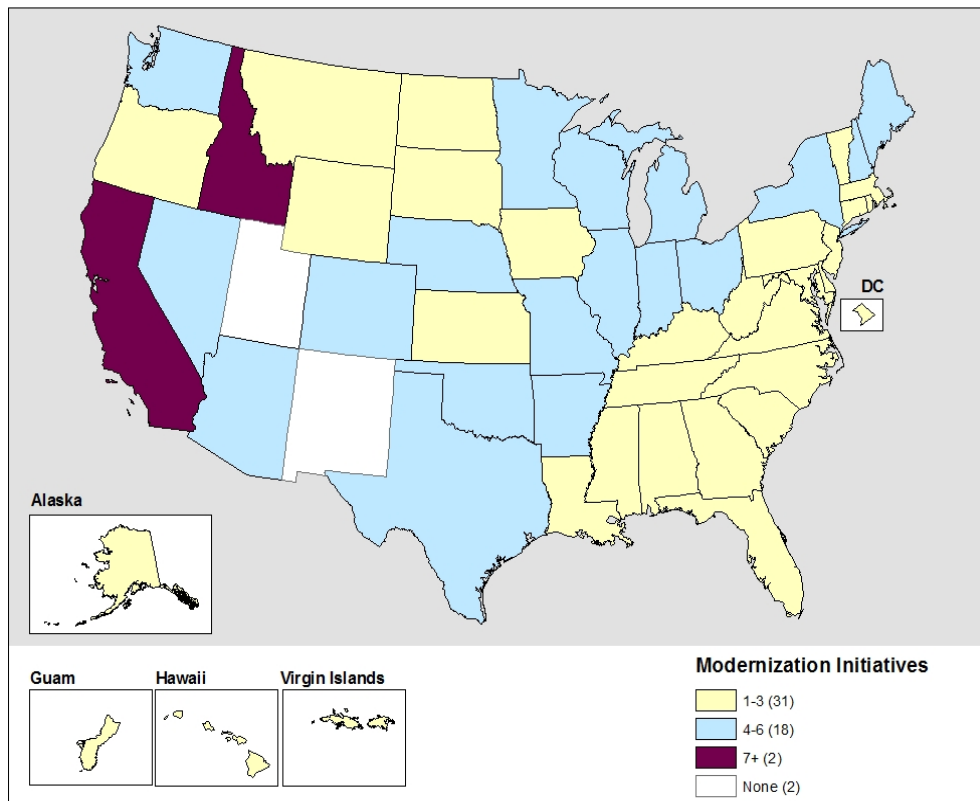 DC
Alaska
Guam
Hawaii
Virgin Islands
Modernization Initiatives
1-3 (31)
4-6 (18)
7+ (2)
None (2)